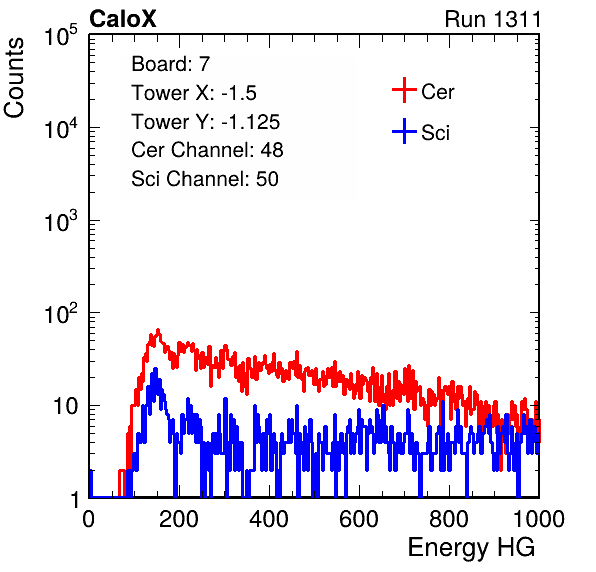 CaloX Run 1311
Counts
10^5
10^4
10^3
10^2
10
1
Board: 7
Tower X: -1.5
Tower Y: -1.125
Cer Channel: 48
Sci Channel: 50
Cer
Sci
0 200 400 600 800 1000
Energy HG